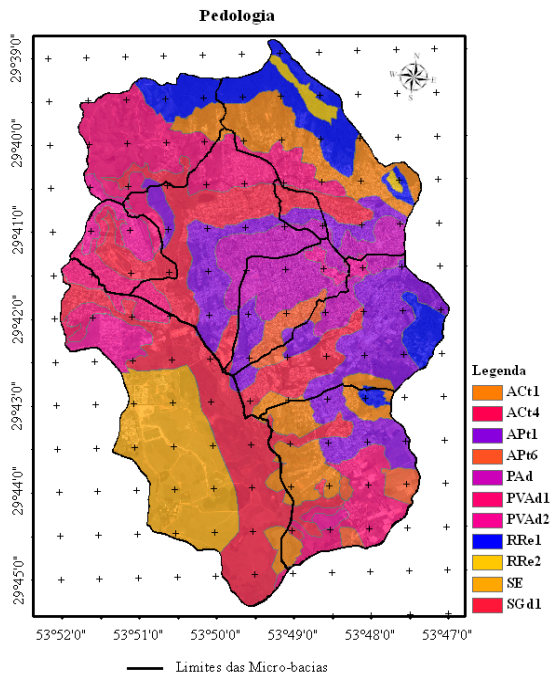 Pedologia
N
W E
S
29°39'0"
29°40'0"
29°41'0"
29°42'0"
29°43'0"
29°44'0"
29°45'0"
53°52'0" 53°51'0" 53°50'0" 53°49'0" 53°48'0" 53°47'0"
Legenda
ACt1
ACt4
APt1
APt6
PAd
PVAd1
PVAd2
RRe1
RRe2
SE
SGd1
Limites das Micro-bacias